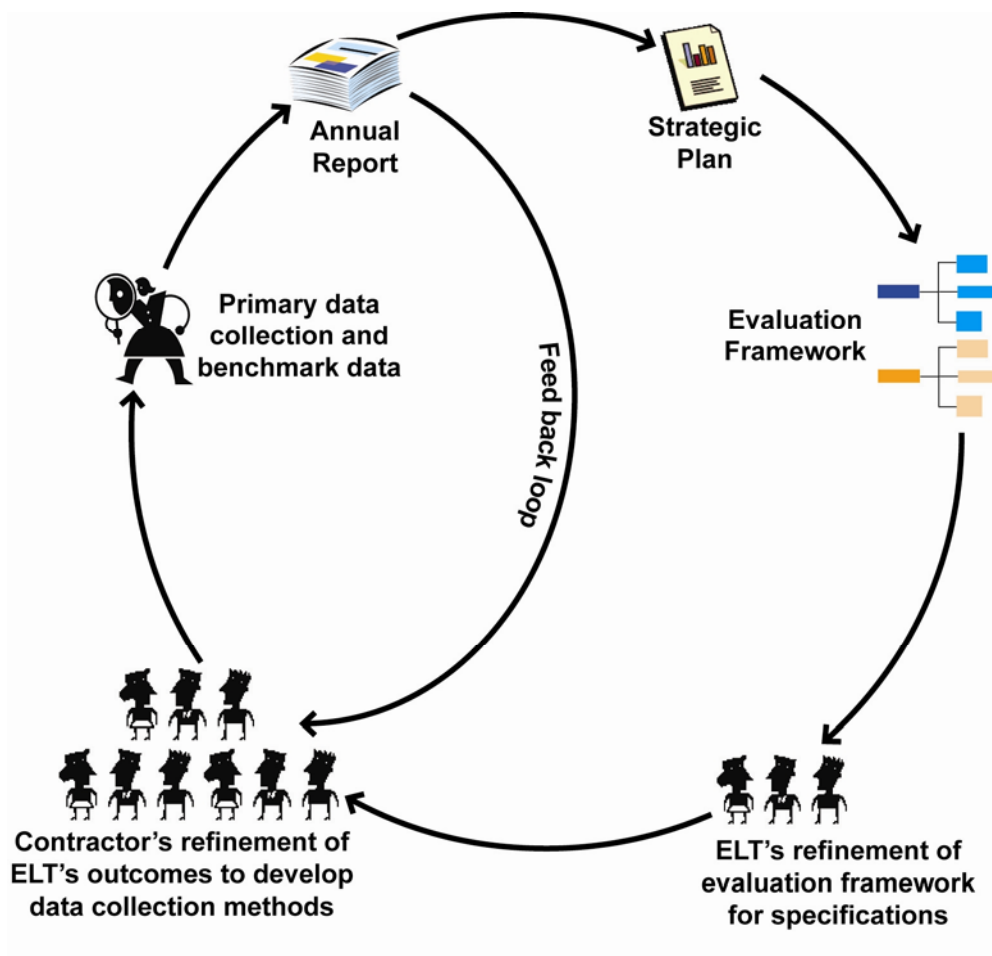 Annual
Report
Strategic
Plan
Primary data
collection and
benchmark data
Evaluation
Framework
Feed back loop
Contractor’s refinement of
ELT’s outcomes to develop
data collection methods
ELT’s refinement of
evaluation framework
for specifications